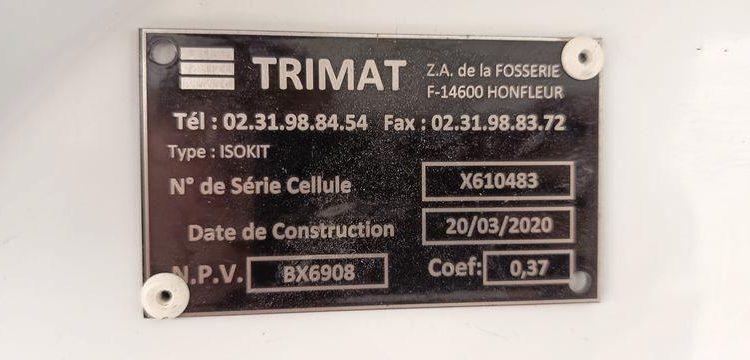 TRIMAT
Z.A. de la FOSSERIE
F-14600 HONFLEUR
Tél : 02.31.98.84.54 Fax : 02.31.98.83.72
Type : ISOKIT
N° de Série Cellule X610483
Date de Construction 20/03/2020
N.P.V. BX6908 Coef: 0,37